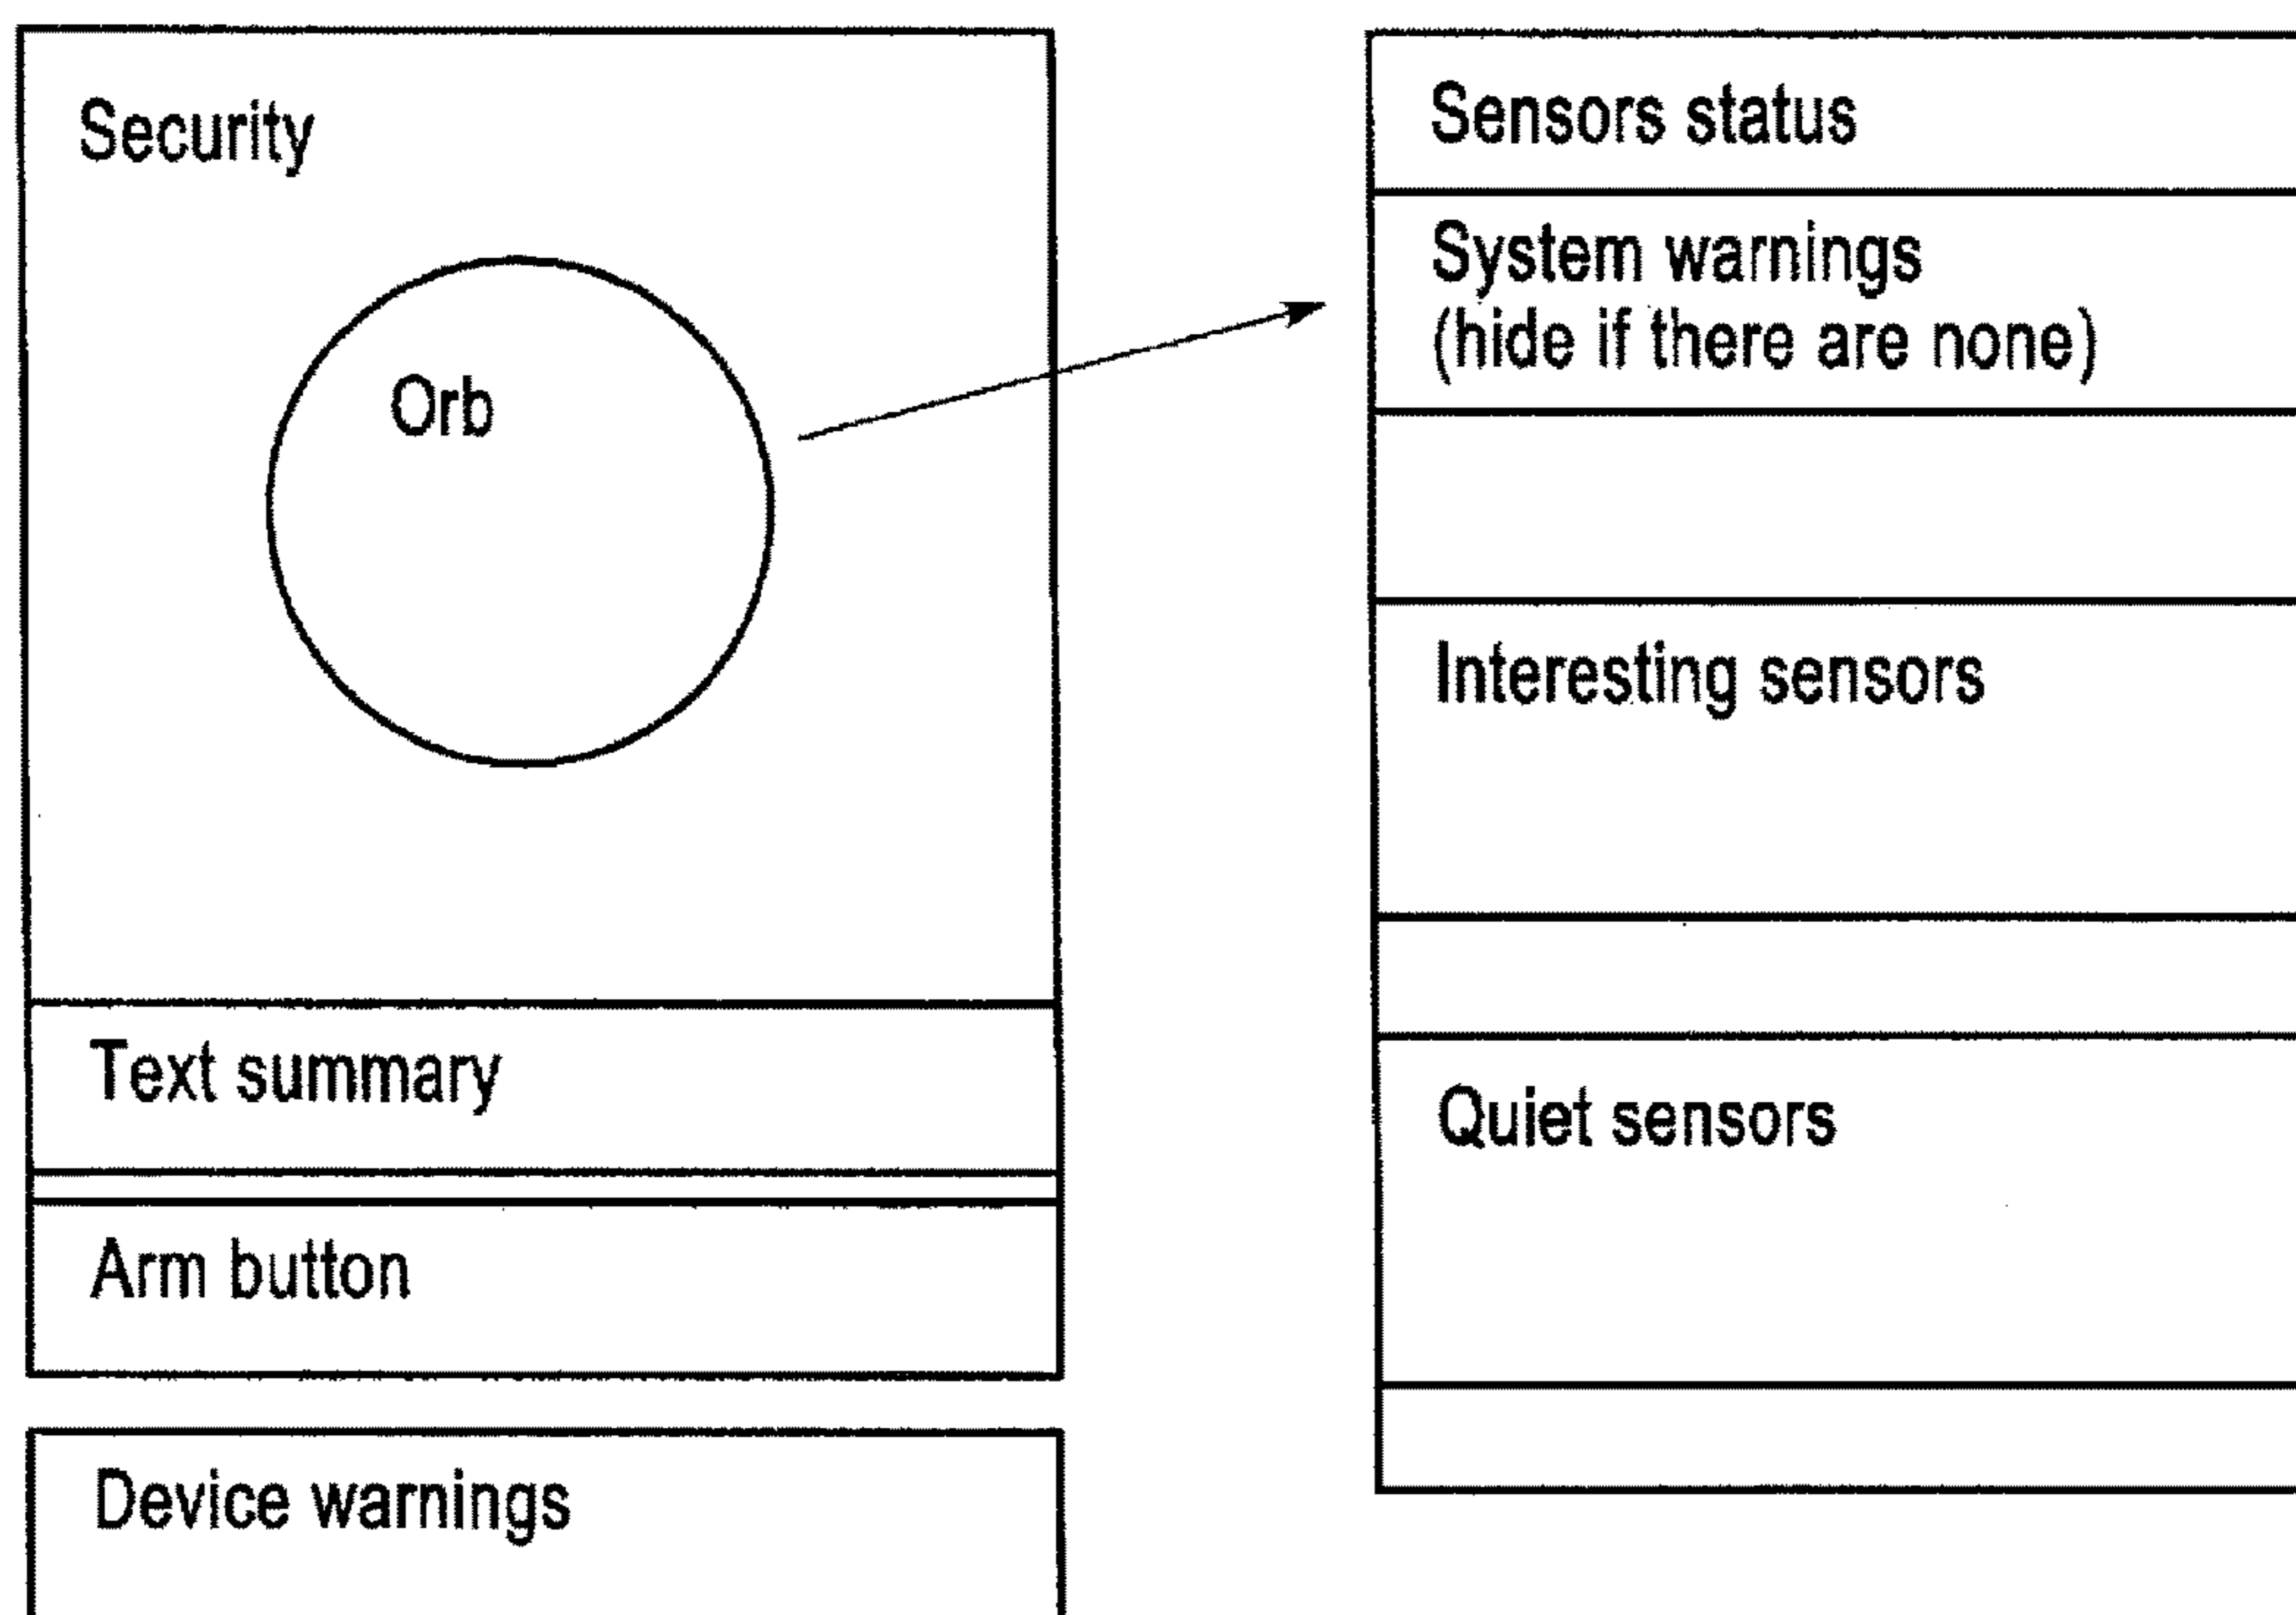 Security
Orb
Text summary
Arm button
Device warnings
Sensors status
System warnings
(hide if there are none)
Interesting sensors
Quiet sensors